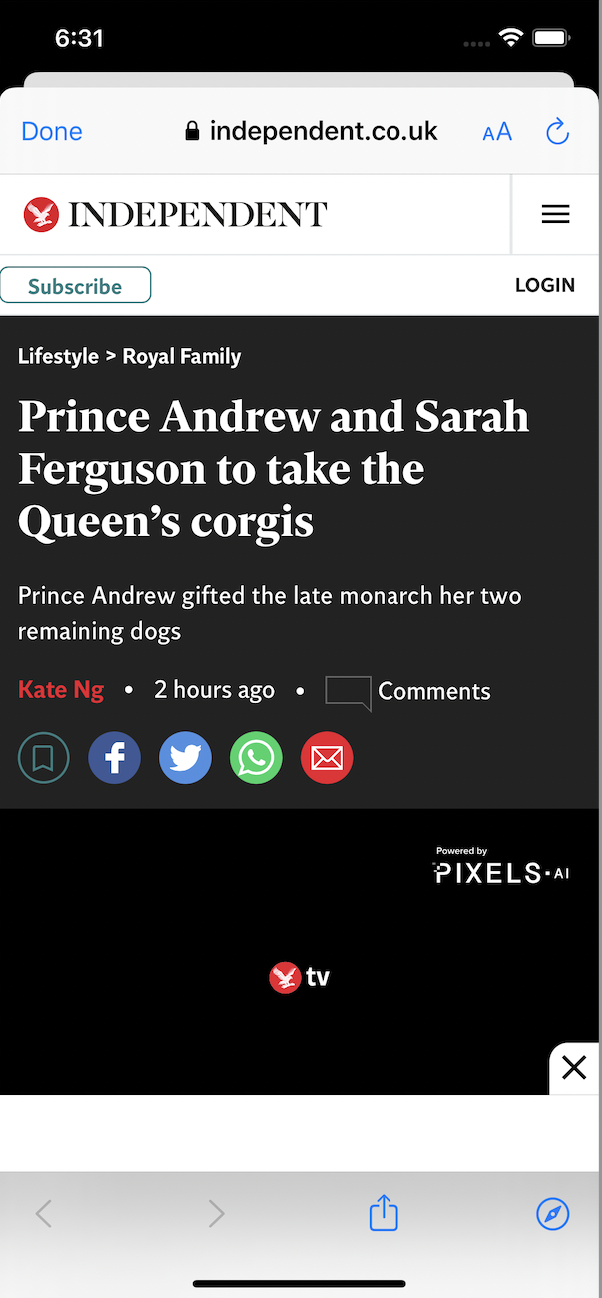 6:31
Done
independent.co.uk
AA
INDEPENDENT
Subscribe
LOGIN
Lifestyle > Royal Family
Prince Andrew and Sarah
Ferguson to take the
Queen’s corgis
Prince Andrew gifted the late monarch her two
remaining dogs
Kate Ng • 2 hours ago • Comments
Powered by
PIXELS·AI
tv